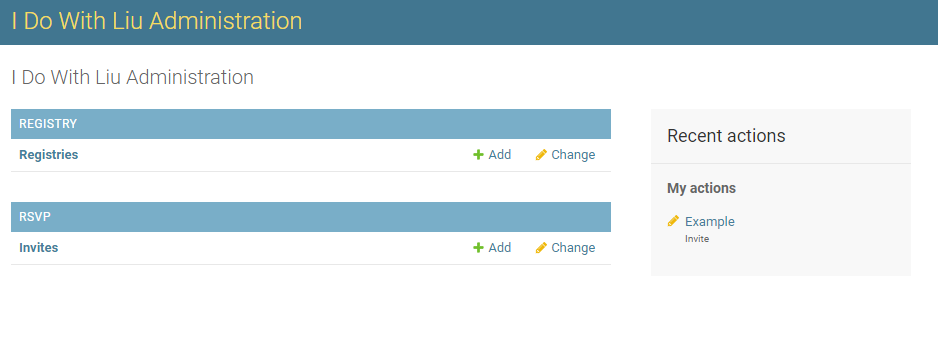 I Do With Liu Administration
I Do With Liu Administration
REGISTRY
Registries Add Change
RSVP
Invites Add Change
Recent actions
My actions
Example
Invite